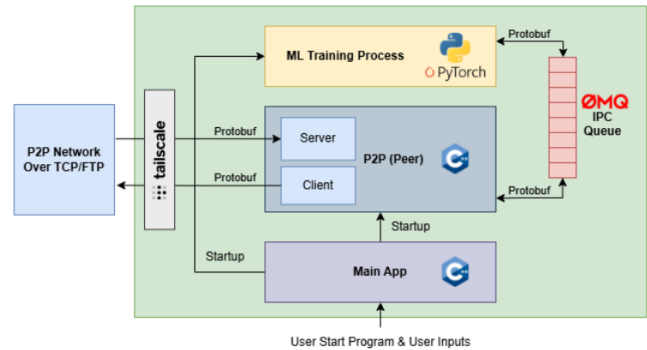 ML Training Process
PyTorch
Protobuf
ØMQ
IPC
Queue
P2P Network
Over TCP/FTP
tailscale
Protobuf
Server
P2P (Peer)
Protobuf
Client
Protobuf
Startup
Startup
Main App
User Start Program & User Inputs
C++
C++